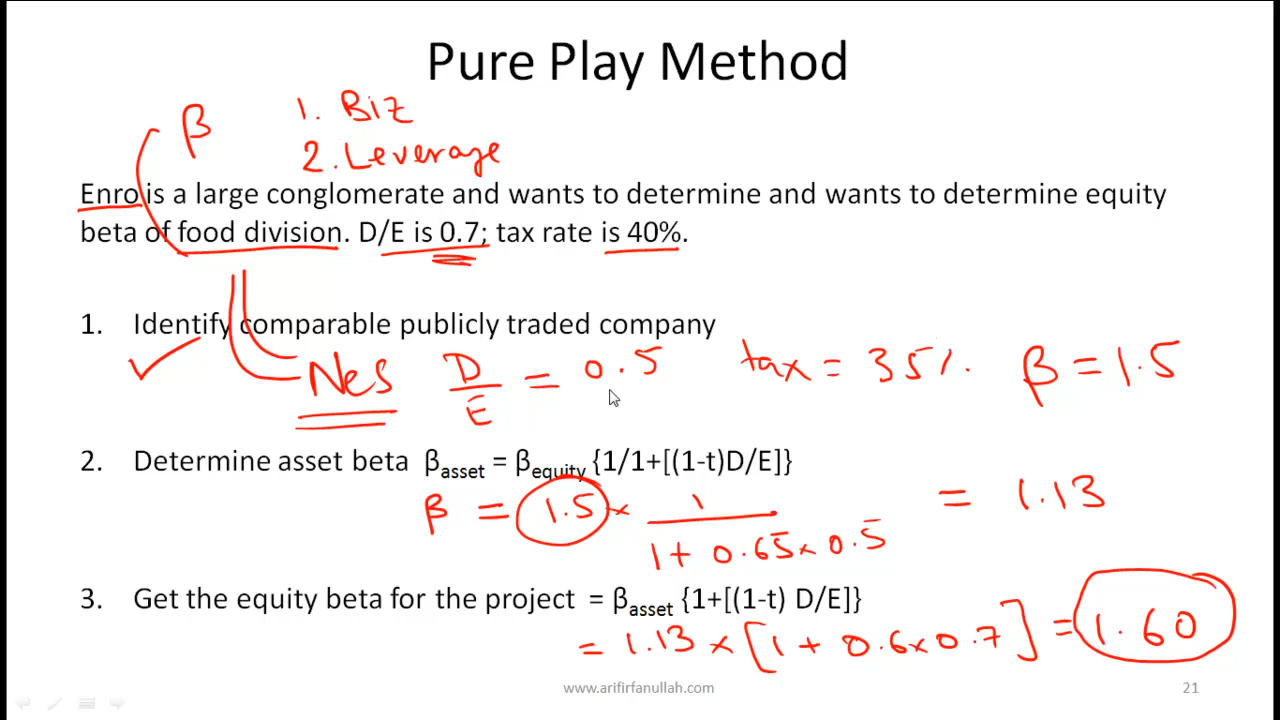 Pure Play Method
β 1. Biz
2. Leverage
Enro is a large conglomerate and wants to determine and wants to determine equity
beta of food division. D/E is 0.7; tax rate is 40%.
1. Identify comparable publicly traded company
Nes D/E = 0.5 tax = 35%. β = 1.5
2. Determine asset beta βasset = βequity {1/1+[(1-t)D/E]}
β = 1.5 × 1/1 + 0.65 × 0.5 = 1.13
3. Get the equity beta for the project = βasset {1+[(1-t) D/E]}
= 1.13 × [1 + 0.6 × 0.7] = 1.60
www.arifirfanullah.com 21